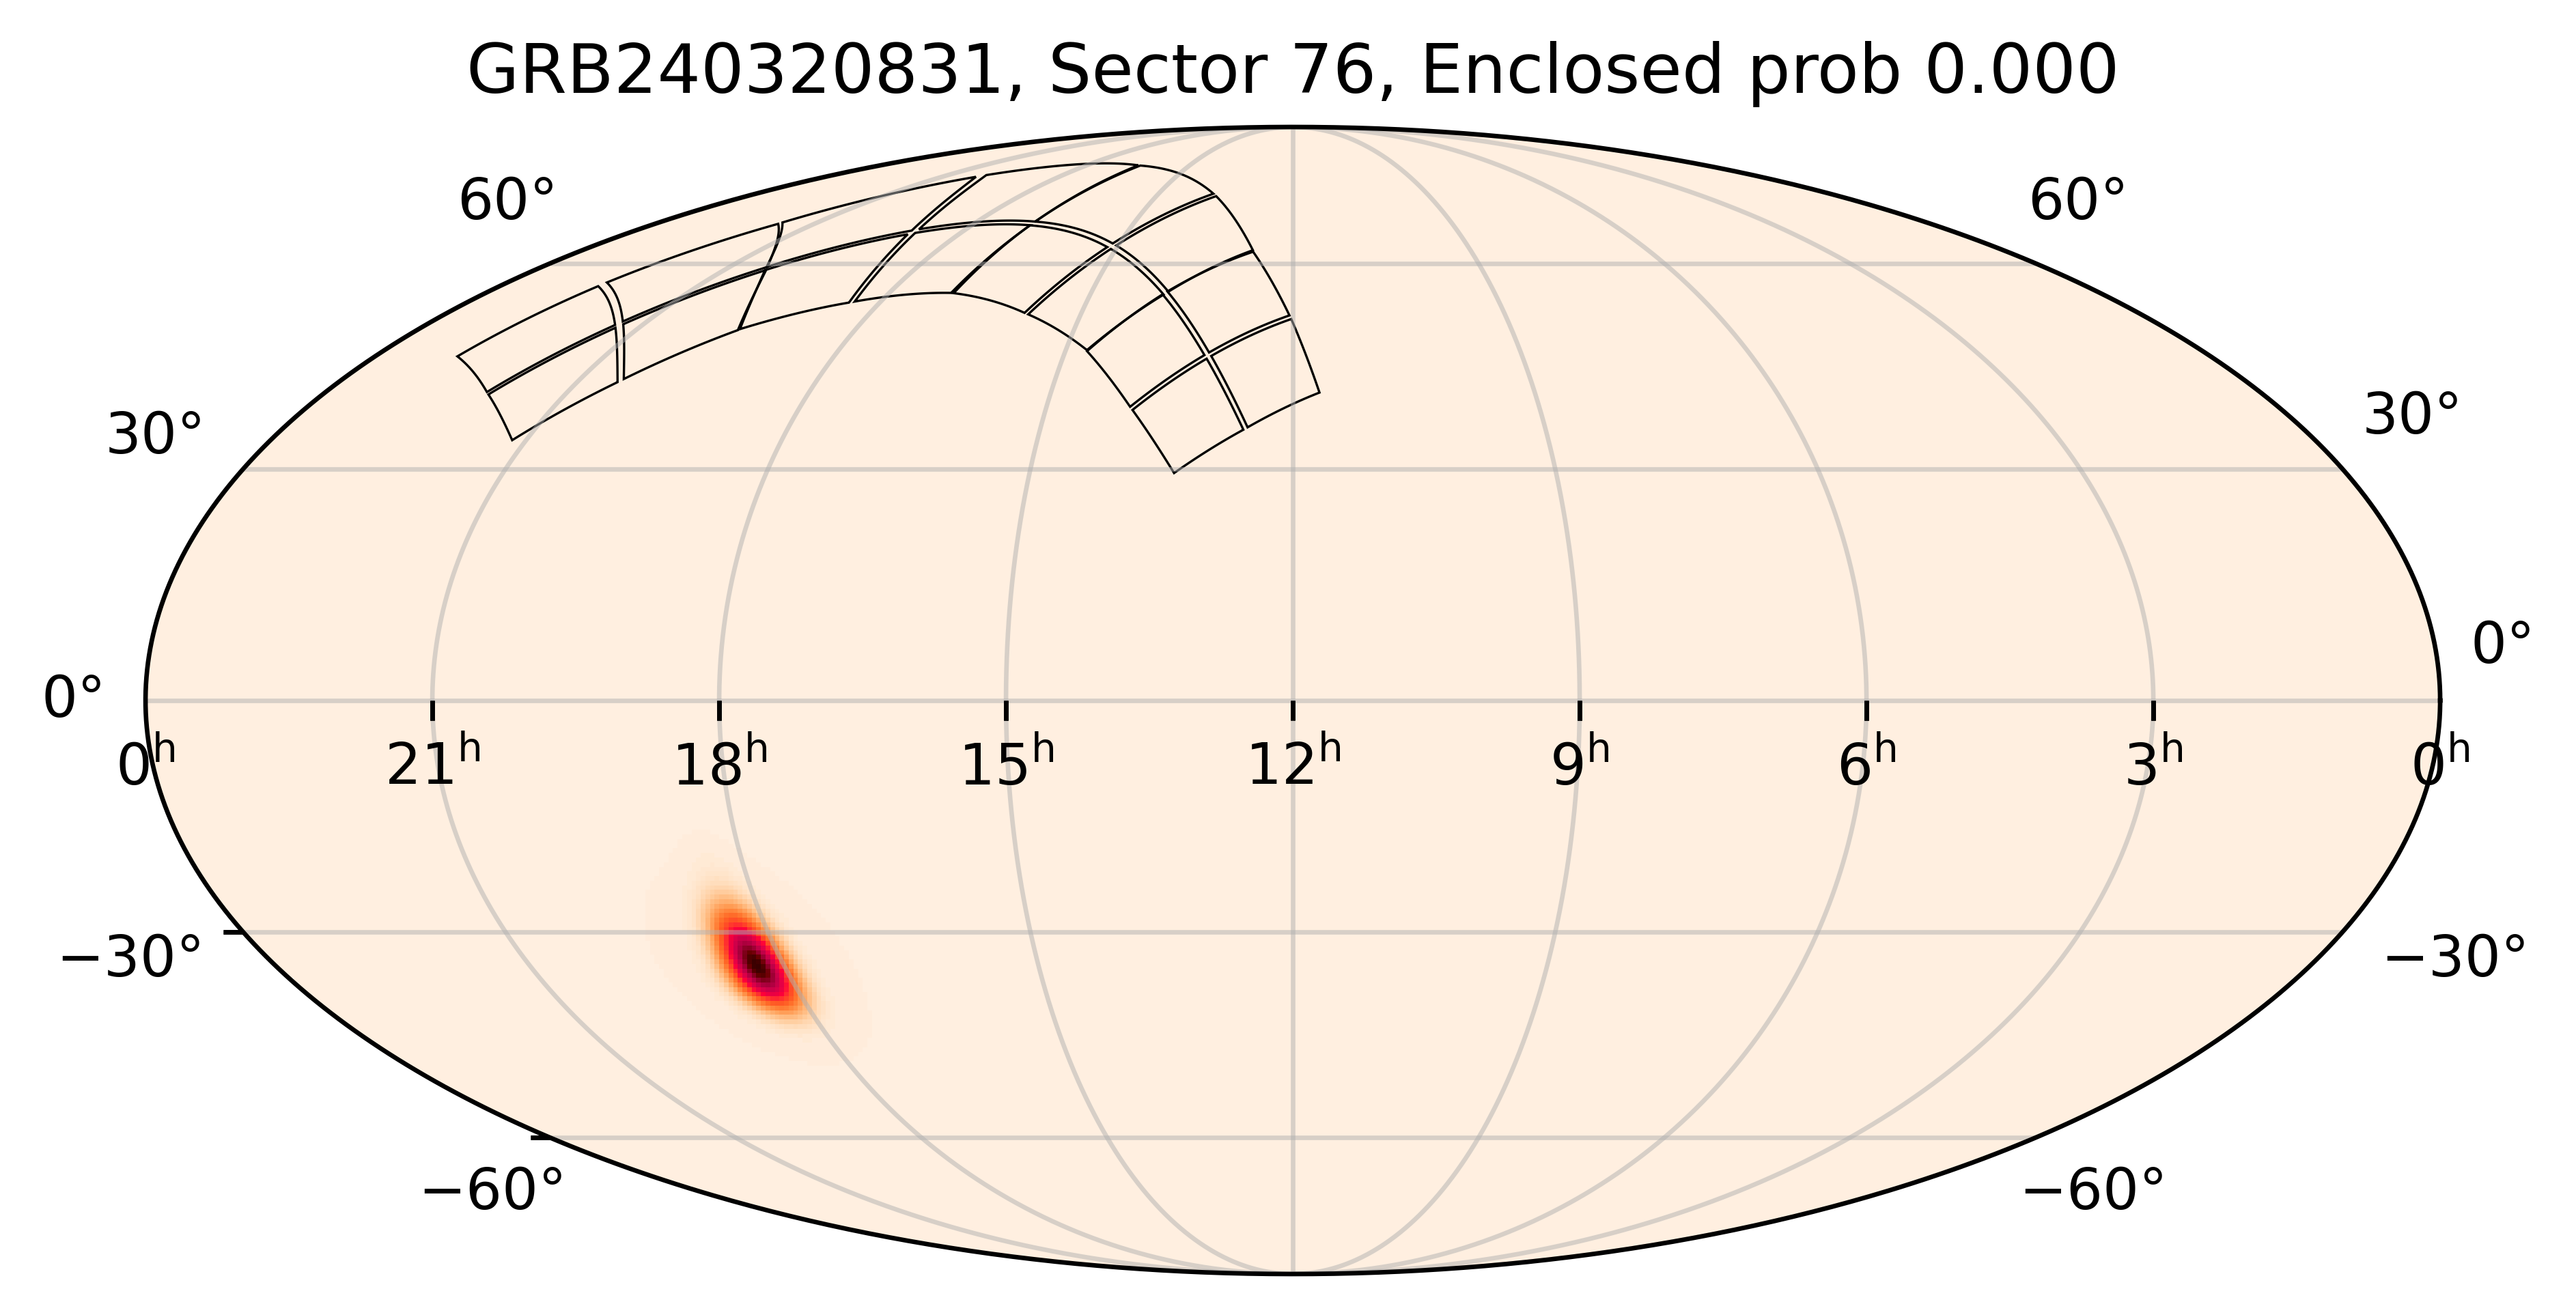 GRB240320831, Sector 76, Enclosed prob 0.000
60° 60°
30° 30°
0° 0°
0h 21h 18h 15h 12h 9h 6h 3h 0h
−30° −30°
−60° −60°